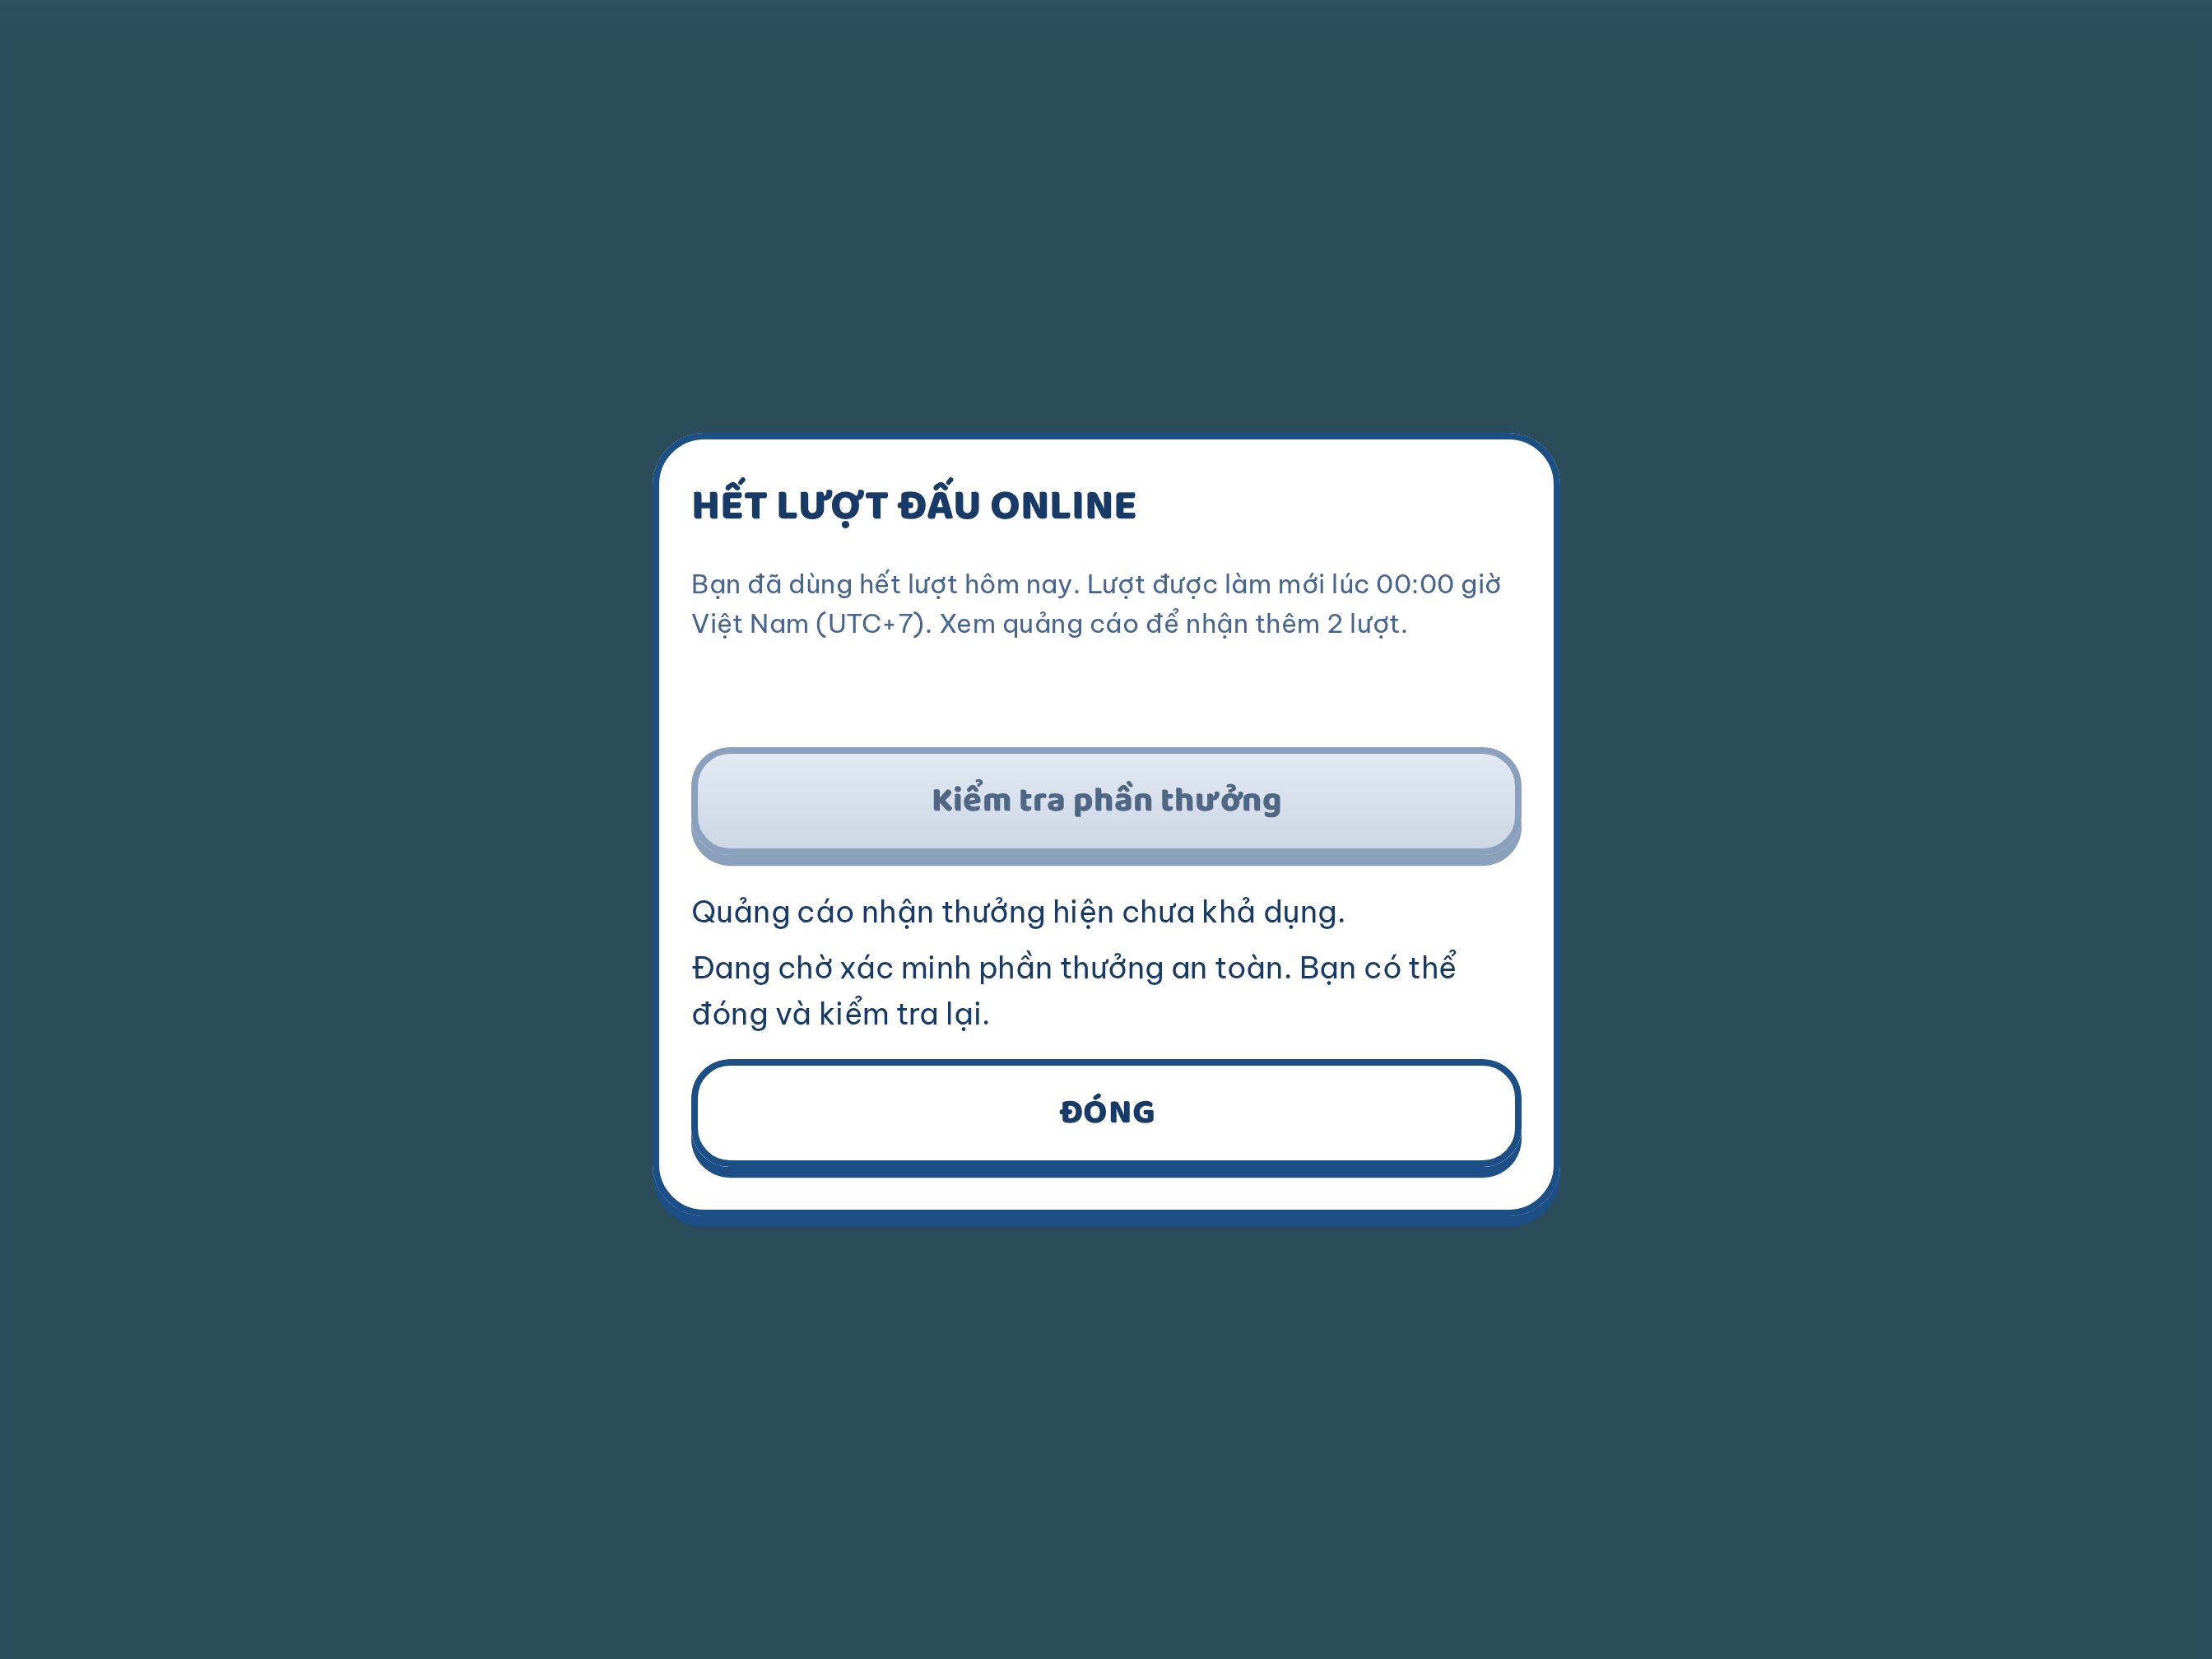 HẾT LƯỢT ĐẤU ONLINE
Bạn đã dùng hết lượt hôm nay. Lượt được làm mới lúc 00:00 giờ
Việt Nam (UTC+7). Xem quảng cáo để nhận thêm 2 lượt.
Kiểm tra phần thưởng
Quảng cáo nhận thưởng hiện chưa khả dụng.
Đang chờ xác minh phần thưởng an toàn. Bạn có thể
đóng và kiểm tra lại.
ĐÓNG